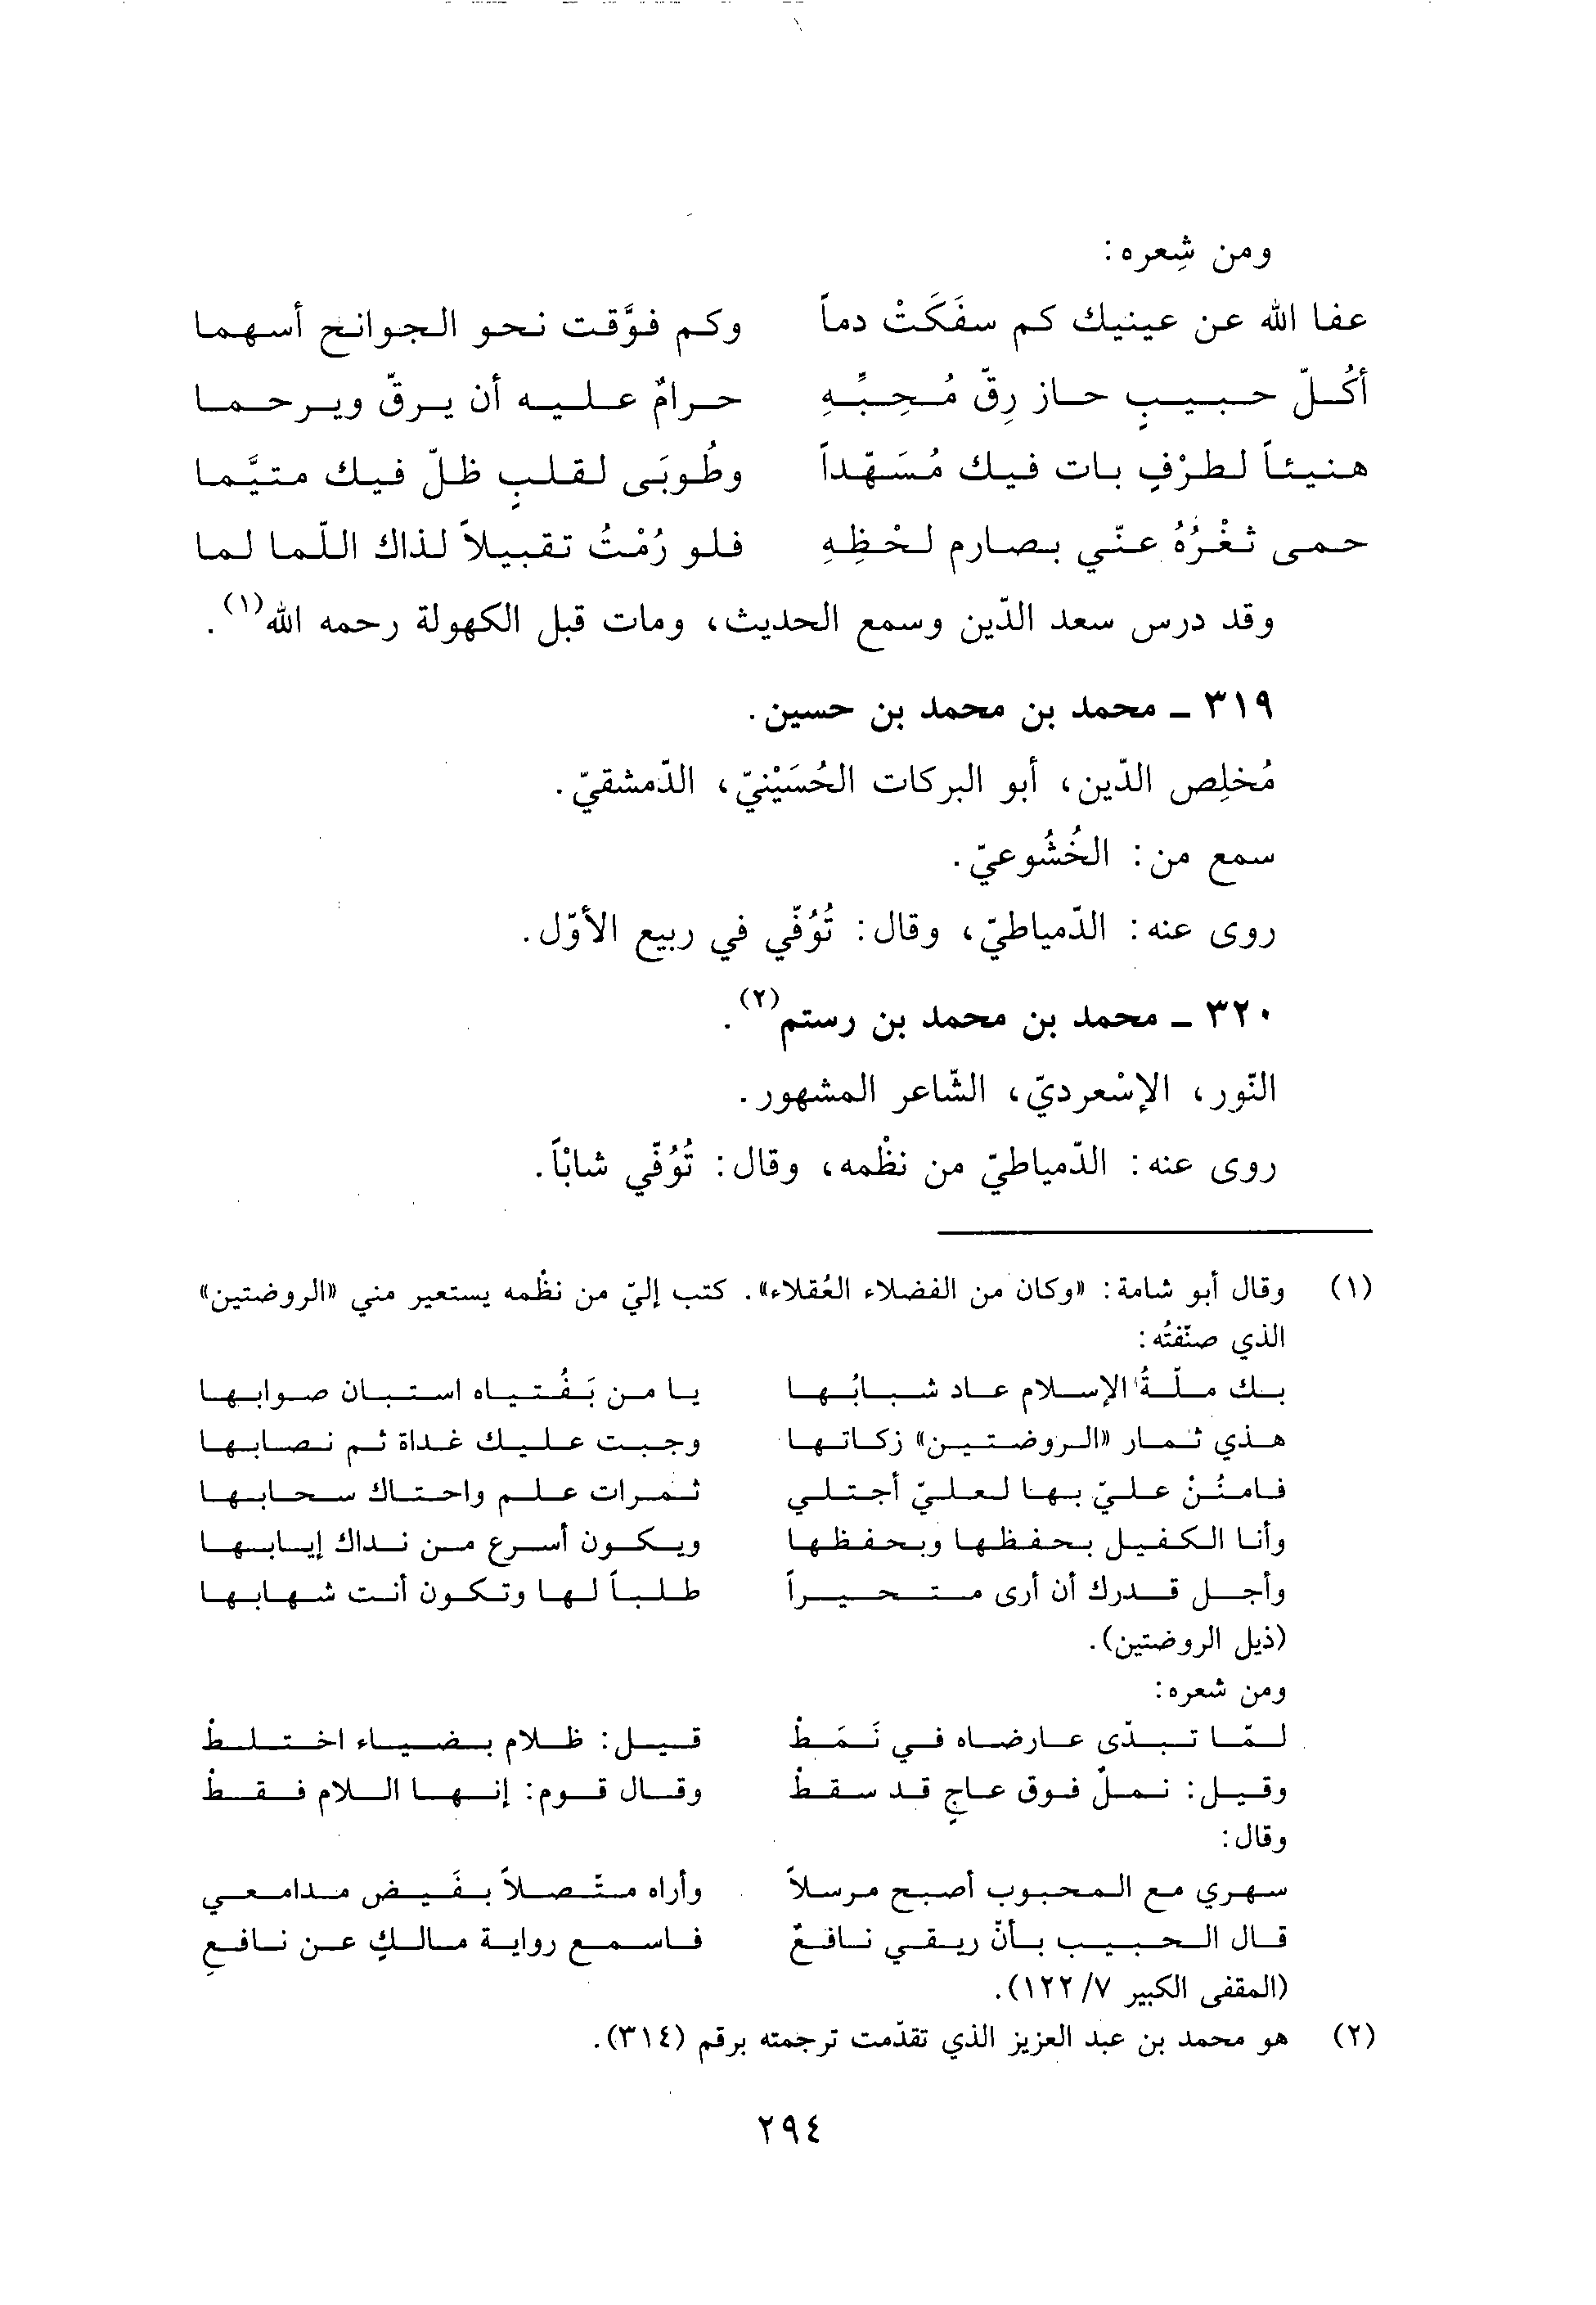 ومن شِعره:
عفا الله عن عينيك كم سفَكَتْ دماً وكم فوَّقت نحو الجوانح أسهما
أكُلّ حبيبٍ حاز رِقّ مُحِبِّهِ حرامٌ عليه أن يرقّ ويرحما
هنيئاً لطرْفٍ بات فيك مُسَهّداً وطُوبَى لقلبٍ ظلّ فيك متيَّما
حمى ثغْرُهُ عنّي بصارم لحْظِهِ فلو رُمْتُ تقبيلاً لذاك اللّما لما
وقد درس سعد الدّين وسمع الحديث، ومات قبل الكهولة رحمه الله(١).
٣١٩ ـ محمد بن محمد بن حسين.
مُخلِص الدّين، أبو البركات الحُسَيْنيّ، الدّمشقيّ.
سمع من: الخُشُوعيّ.
روى عنه: الدّمياطيّ، وقال: تُوُفّي في ربيع الأوّل.
٣٢٠ ـ محمد بن محمد بن رستم(٢).
النّور، الإسْعرديّ، الشّاعر المشهور.
روى عنه: الدّمياطيّ من نظْمه، وقال: تُوُفّي شابّاً.
(١) وقال أبو شامة: «وكان من الفضلاء العُقلاء». كتب إليّ من نظْمه يستعير مني «الروضتين»
الذي صنّفتُه:
بك ملّةُ الإسلام عاد شبابُها يا من بَفُتياه استبان صوابها
هذي ثمار «الروضتين» زكاتها وجبت عليك غداة ثم نصابها
فامنُنْ عليّ بها لعليّ أجتلي ثمرات علم واحتاك سحابها
وأنا الكفيل بحفظها وبحفظها ويكون أسرع من نداك إيابها
وأجل قدرك أن أرى متحيراً طلباً لها وتكون أنت شهابها
(ذيل الروضتين).
ومن شعره:
لمّا تبدّى عارضاه في نَمَطْ قيل: ظلام بضياء اختلطْ
وقيل: نملٌ فوق عاجٍ قد سقطْ وقال قوم: إنها اللام فقطْ
وقال:
سهري مع المحبوب أصبح مرسلاً وأراه متّصلاً بفَيض مدامعي
قال الحبيب بأنّ ريقي نافعٌ فاسمع رواية مالكٍ عن نافعِ
(المقفى الكبير ١٢٢/٧).
(٢) هو محمد بن عبد العزيز الذي تقدّمت ترجمته برقم (٣١٤).
٢٩٤